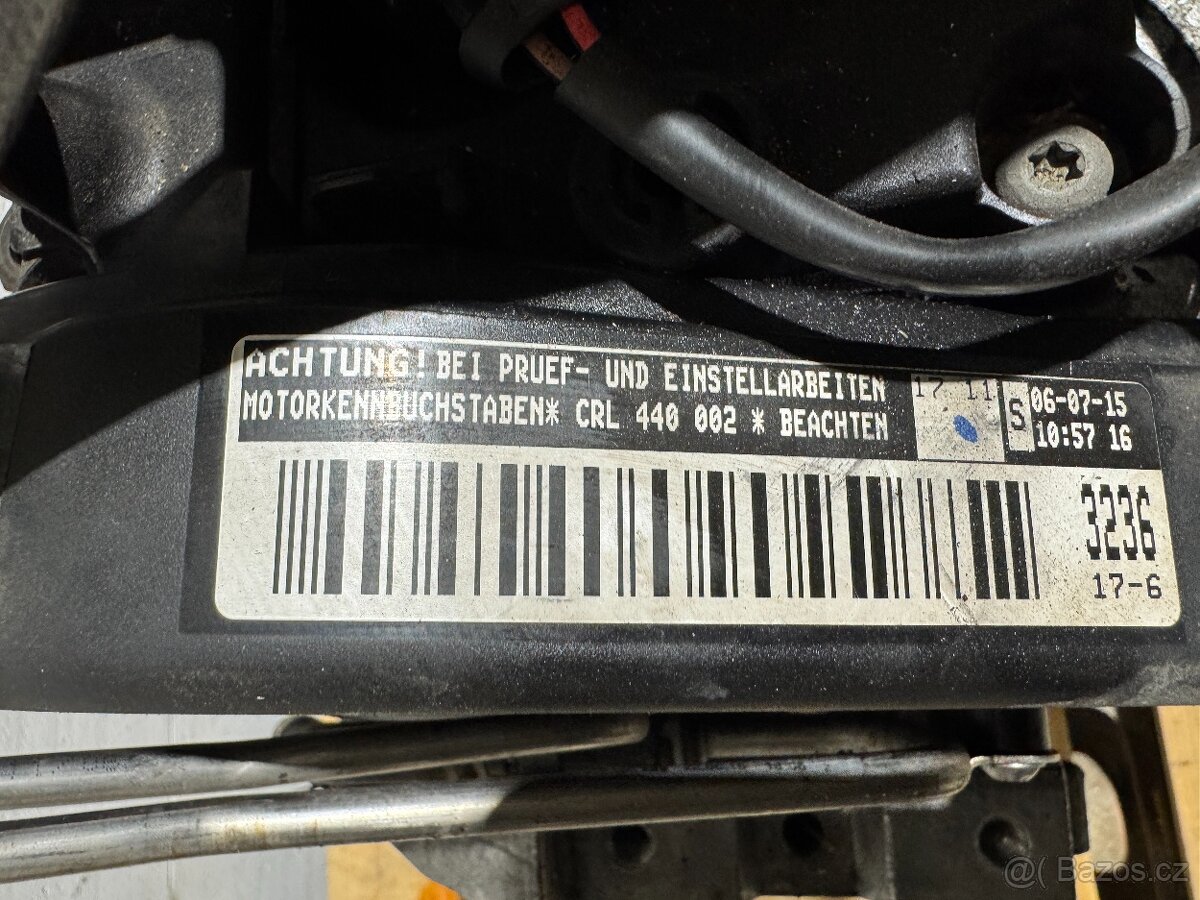 ACHTUNG! BEI PRUEF- UND EINSTELLARBEITEN
MOTORKENNBUCHSTABEN* CRL 440 002 * BEACHTEN
17 11
S
06-07-15
10:57 16
3236
17-6
@( Bazos.cz